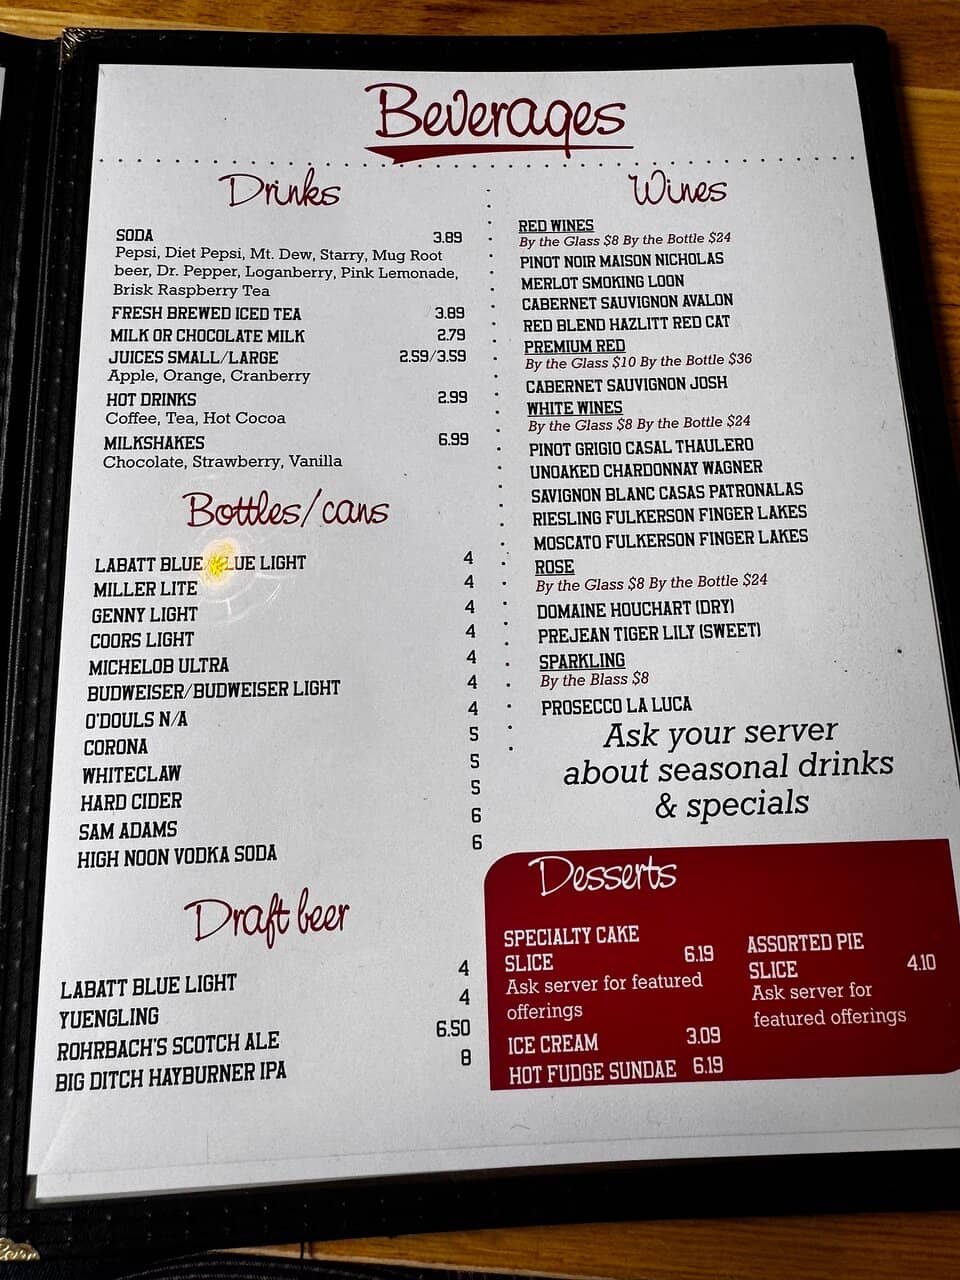 Beverages
Drinks
SODA 3.89
Pepsi, Diet Pepsi, Mt. Dew, Starry, Mug Root
beer, Dr. Pepper, Loganberry, Pink Lemonade,
Brisk Raspberry Tea
FRESH BREWED ICED TEA 3.89
MILK OR CHOCOLATE MILK 2.79
JUICES SMALL/LARGE 2.59/3.59
Apple, Orange, Cranberry
HOT DRINKS 2.99
Coffee, Tea, Hot Cocoa
MILKSHAKES 6.99
Chocolate, Strawberry, Vanilla
Bottles/cans
LABATT BLUE/BLUE LIGHT 4
MILLER LITE 4
GENNY LIGHT 4
COORS LIGHT 4
MICHELOB ULTRA 4
BUDWEISER/BUDWEISER LIGHT 4
O'DOULS N/A 4
CORONA 5
WHITECLAW 5
HARD CIDER 5
SAM ADAMS 6
HIGH NOON VODKA SODA 6
Draft beer
LABATT BLUE LIGHT 4
YUENGLING 4
ROHRBACH'S SCOTCH ALE 6.50
BIG DITCH HAYBURNER IPA 8
Wines
RED WINES
By the Glass $8 By the Bottle $24
PINOT NOIR MAISON NICHOLAS
MERLOT SMOKING LOON
CABERNET SAUVIGNON AVALON
RED BLEND HAZLITT RED CAT
PREMIUM RED
By the Glass $10 By the Bottle $36
CABERNET SAUVIGNON JOSH
WHITE WINES
By the Glass $8 By the Bottle $24
PINOT GRIGIO CASAL THAULERO
UNOAKED CHARDONNAY WAGNER
SAVIGNON BLANC CASAS PATRONALAS
RIESLING FULKERSON FINGER LAKES
MOSCATO FULKERSON FINGER LAKES
ROSE
By the Glass $8 By the Bottle $24
DOMAINE HOUCHART (DRY)
PREJEAN TIGER LILY (SWEET)
SPARKLING
By the Blass $8
PROSECCO LA LUCA
Ask your server
about seasonal drinks
& specials
Desserts
SPECIALTY CAKE
SLICE 6.19
Ask server for featured
offerings
ICE CREAM 3.09
HOT FUDGE SUNDAE 6.19
ASSORTED PIE
SLICE 4.10
Ask server for
featured offerings